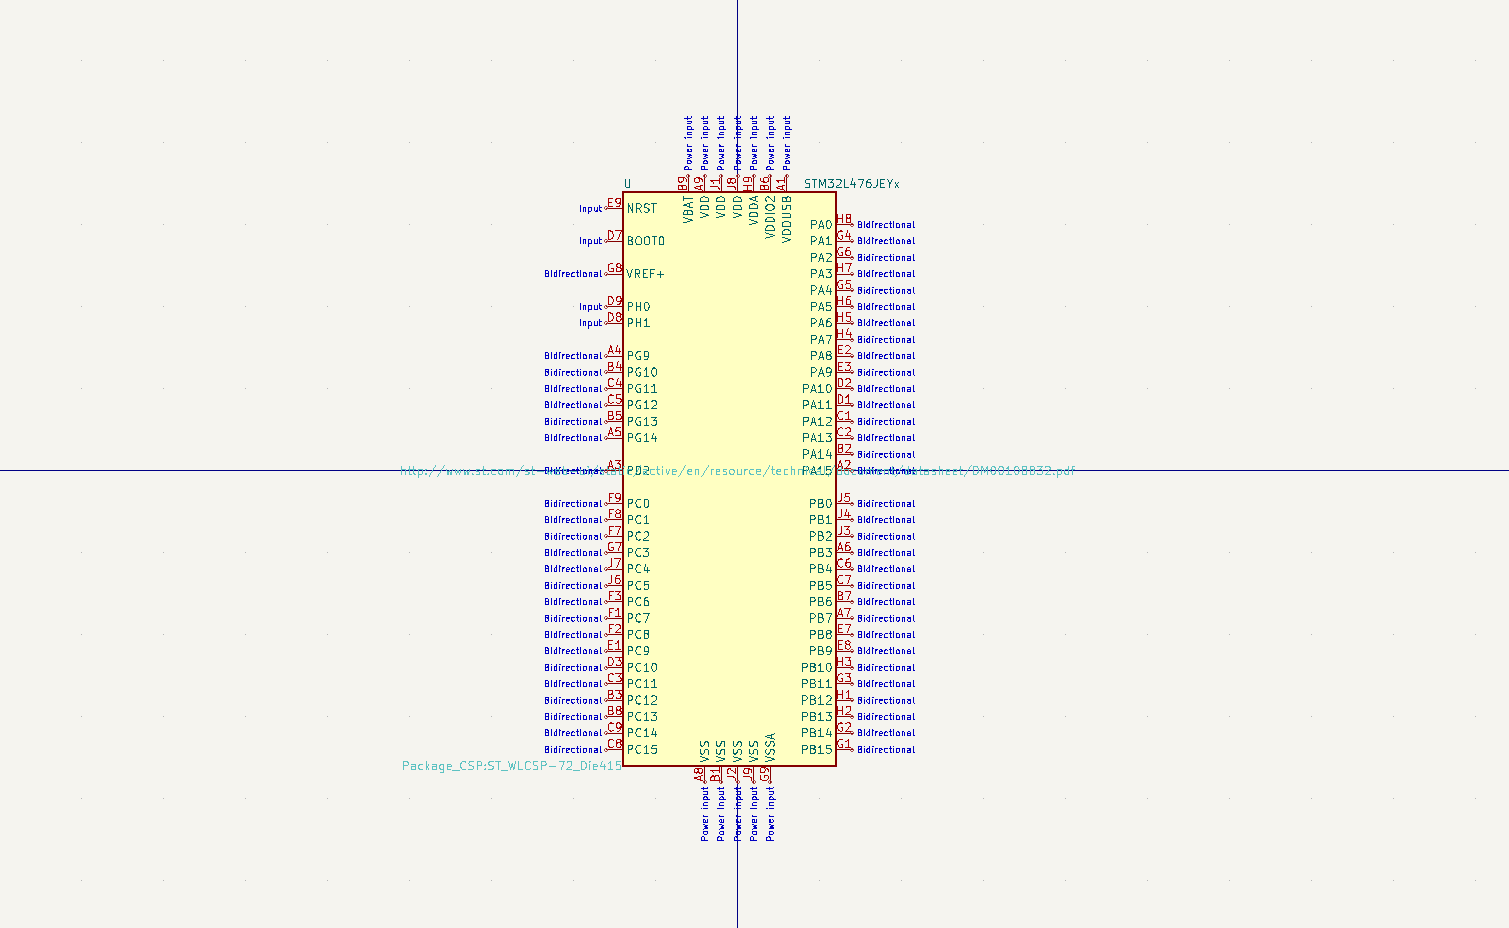 Power input Power input Power input Power input Power input Power input Power input
B9 A9 J1 J8 H9 B6 A1
U STM32L476JEYx
VBAT VDD VDD VDD VDDA VDDIO2 VDDUSB
Input E9 NRST
Input D7 BOOT0
Bidirectional G8 VREF+
Input D9 PH0
Input D8 PH1
Bidirectional A4 PG9
Bidirectional B4 PG10
Bidirectional C4 PG11
Bidirectional C5 PG12
Bidirectional B5 PG13
Bidirectional A5 PG14
Bidirectional A3 PD2
Bidirectional F9 PC0
Bidirectional F8 PC1
Bidirectional F7 PC2
Bidirectional G7 PC3
Bidirectional J7 PC4
Bidirectional J6 PC5
Bidirectional F3 PC6
Bidirectional F1 PC7
Bidirectional F2 PC8
Bidirectional E1 PC9
Bidirectional D3 PC10
Bidirectional C3 PC11
Bidirectional B3 PC12
Bidirectional B8 PC13
Bidirectional C9 PC14
Bidirectional C8 PC15
PA0 H8 Bidirectional
PA1 G4 Bidirectional
PA2 G6 Bidirectional
PA3 H7 Bidirectional
PA4 G5 Bidirectional
PA5 H6 Bidirectional
PA6 H5 Bidirectional
PA7 H4 Bidirectional
PA8 E2 Bidirectional
PA9 E3 Bidirectional
PA10 D2 Bidirectional
PA11 D1 Bidirectional
PA12 C1 Bidirectional
PA13 C2 Bidirectional
PA14 B2 Bidirectional
PA15 A2 Bidirectional
http://www.st.com/st-web-ui/static/active/en/resource/technical/document/datasheet/DM00108832.pdf
PB0 J5 Bidirectional
PB1 J4 Bidirectional
PB2 J3 Bidirectional
PB3 A6 Bidirectional
PB4 C6 Bidirectional
PB5 C7 Bidirectional
PB6 B7 Bidirectional
PB7 A7 Bidirectional
PB8 E7 Bidirectional
PB9 E8 Bidirectional
PB10 H3 Bidirectional
PB11 G3 Bidirectional
PB12 H1 Bidirectional
PB13 H2 Bidirectional
PB14 G2 Bidirectional
PB15 G1 Bidirectional
VSS VSS VSS VSS VSSA
Package_CSP:ST_WLCSP-72_Die415
A8 B1 J2 J9 G9
Power input Power input Power input Power input Power input